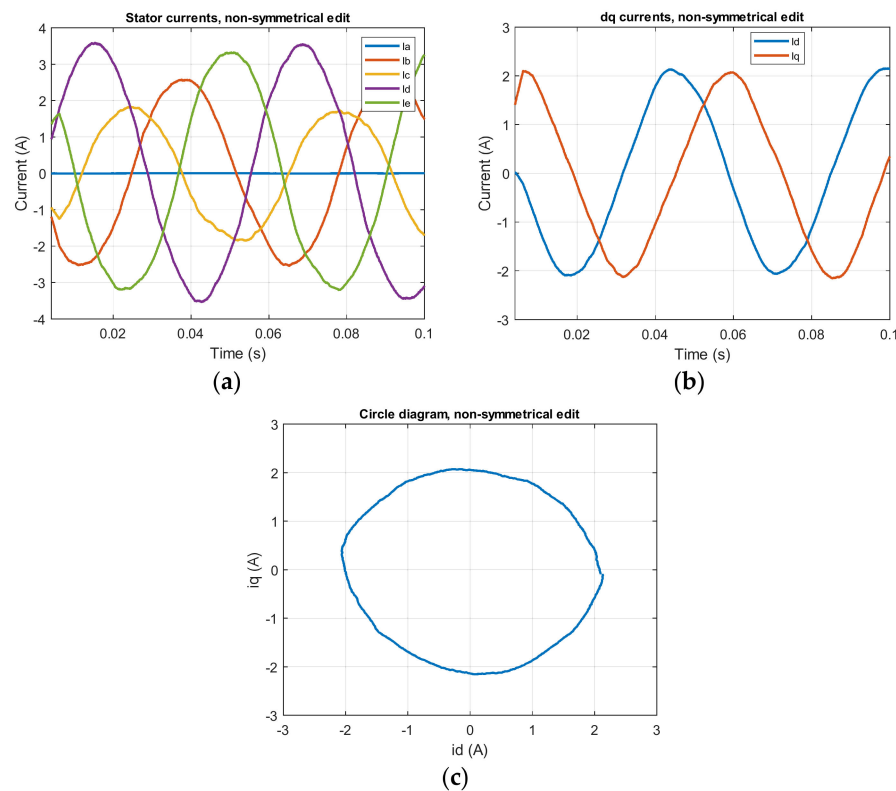 Stator currents, non-symmetrical edit
4
3
2
1
0
-1
-2
-3
-4
Current (A)
Ia
Ib
Ic
Id
Ie
0.02
0.04
0.06
0.08
0.1
Time (s)
(a)
dq currents, non-symmetrical edit
3
2
1
0
-1
-2
-3
Current (A)
Id
Iq
0.02
0.04
0.06
0.08
0.1
Time (s)
(b)
Circle diagram, non-symmetrical edit
3
2
1
0
-1
-2
-3
iq (A)
-3
-2
-1
0
1
2
3
id (A)
(c)